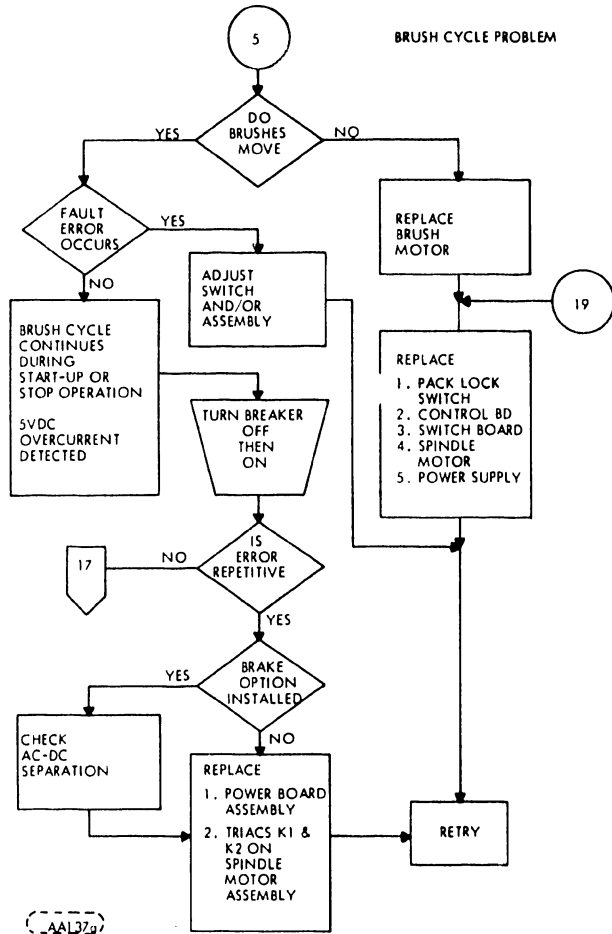 5
BRUSH CYCLE PROBLEM
DO
BRUSHES
MOVE
YES
NO
FAULT
ERROR
OCCURS
YES
NO
REPLACE
BRUSH
MOTOR
ADJUST
SWITCH
AND/OR
ASSEMBLY
19
BRUSH CYCLE
CONTINUES
DURING
START-UP OR
STOP OPERATION
5VDC
OVERCURRENT
DETECTED
TURN BREAKER
OFF
THEN
ON
REPLACE
1. PACK LOCK
SWITCH
2. CONTROL BD
3. SWITCH BOARD
4. SPINDLE
MOTOR
5. POWER SUPPLY
IS
ERROR
REPETITIVE
NO
17
YES
BRAKE
OPTION
INSTALLED
YES
NO
CHECK
AC-DC
SEPARATION
REPLACE
1. POWER BOARD
ASSEMBLY
2. TRIACS K1 &
K2 ON
SPINDLE
MOTOR
ASSEMBLY
RETRY